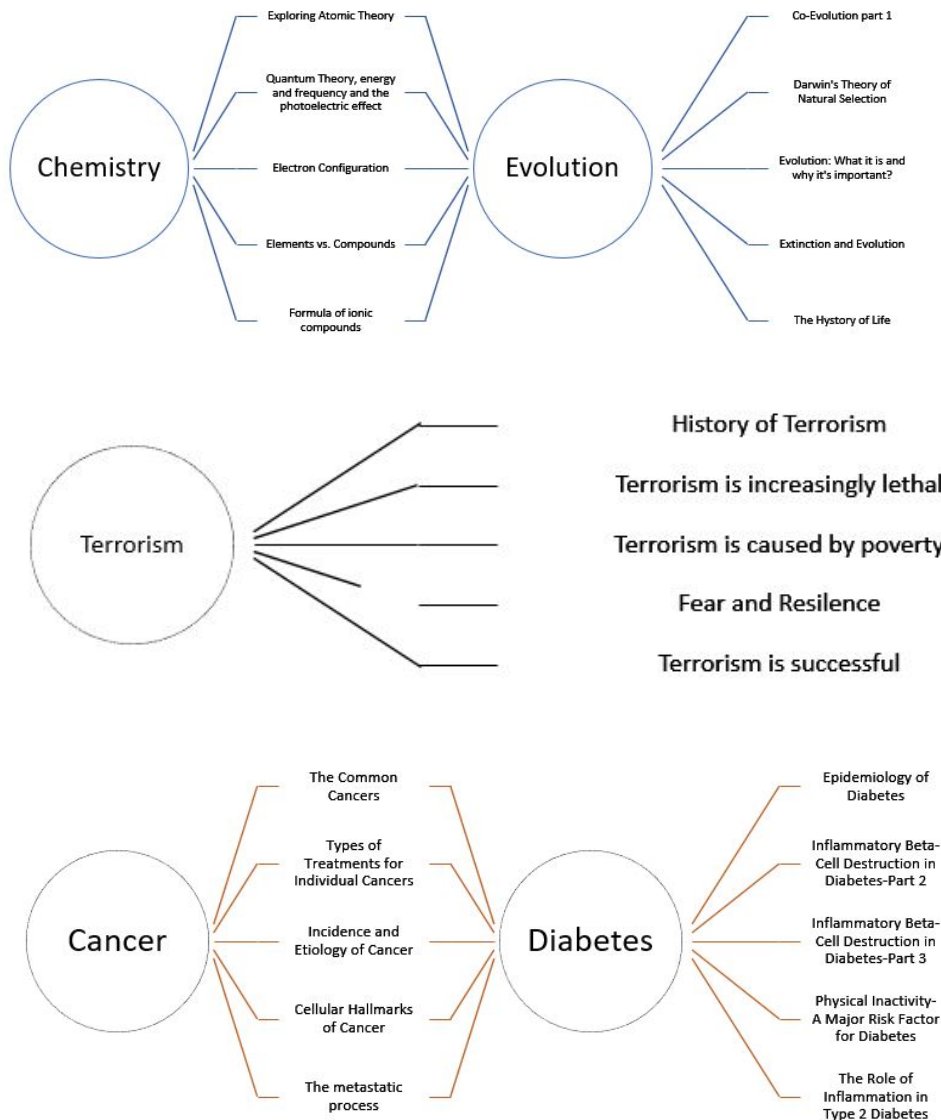 Chemistry
Exploring Atomic Theory
Quantum Theory, energy
and frequency and the
photoelectric effect
Electron Configuration
Elements vs. Compounds
Formula of ionic
compounds
Evolution
Co-Evolution part 1
Darwin's Theory of
Natural Selection
Evolution: What it is and
why it's important?
Extinction and Evolution
The Hystory of Life
Terrorism
History of Terrorism
Terrorism is increasingly lethal
Terrorism is caused by poverty
Fear and Resilence
Terrorism is successful
Cancer
The Common
Cancers
Types of
Treatments for
Individual Cancers
Incidence and
Etiology of Cancer
Cellular Hallmarks
of Cancer
The metastatic
process
Diabetes
Epidemiology of
Diabetes
Inflammatory Beta-
Cell Destruction in
Diabetes-Part 2
Inflammatory Beta-
Cell Destruction in
Diabetes-Part 3
Physical Inactivity-
A Major Risk Factor
for Diabetes
The Role of
Inflammation in
Type 2 Diabetes